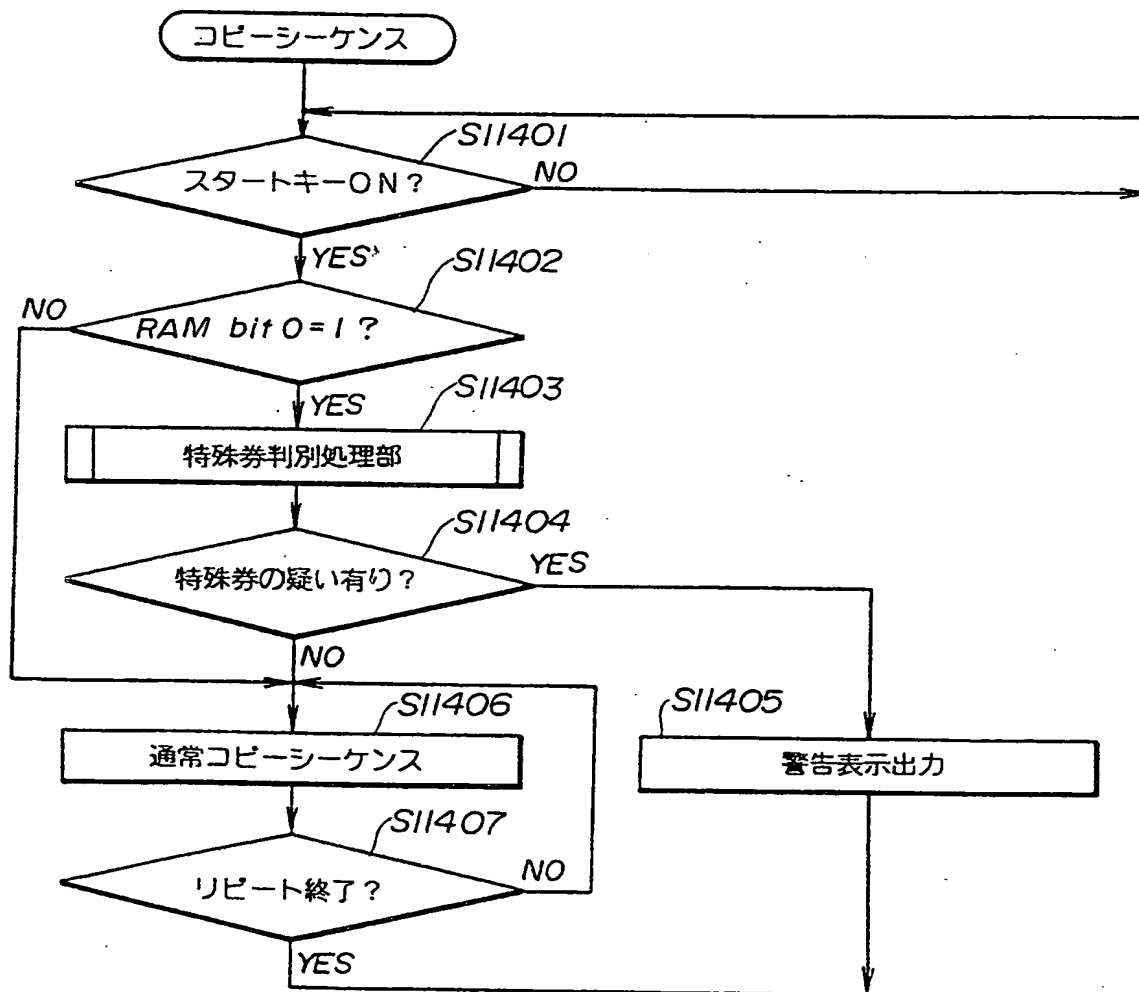 コピーシーケンス
S11401
スタートキーON?
NO
YES
S11402
NO
RAM bit 0=1?
S11403
YES
特殊券判別処理部
S11404
特殊券の疑い有り?
YES
NO
S11406
S11405
通常コピーシーケンス
警告表示出力
S11407
リピート終了?
NO
YES